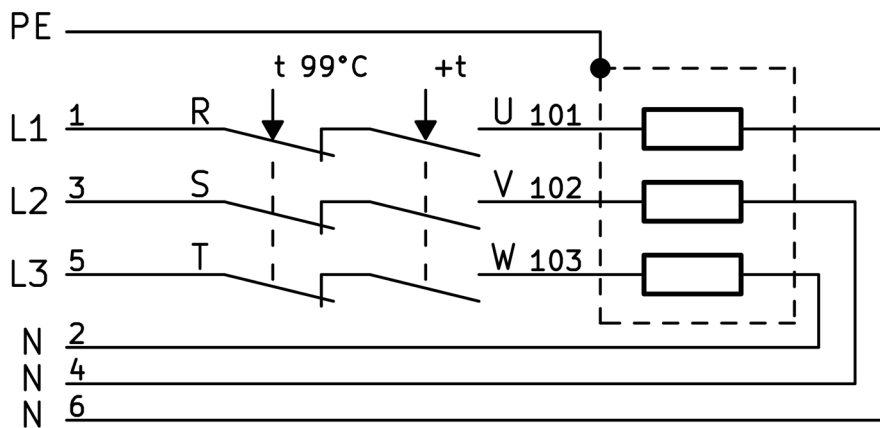 PE
t 99°C +t
L1 1 R U 101
L2 3 S V 102
L3 5 T W 103
N 2
N 4
N 6